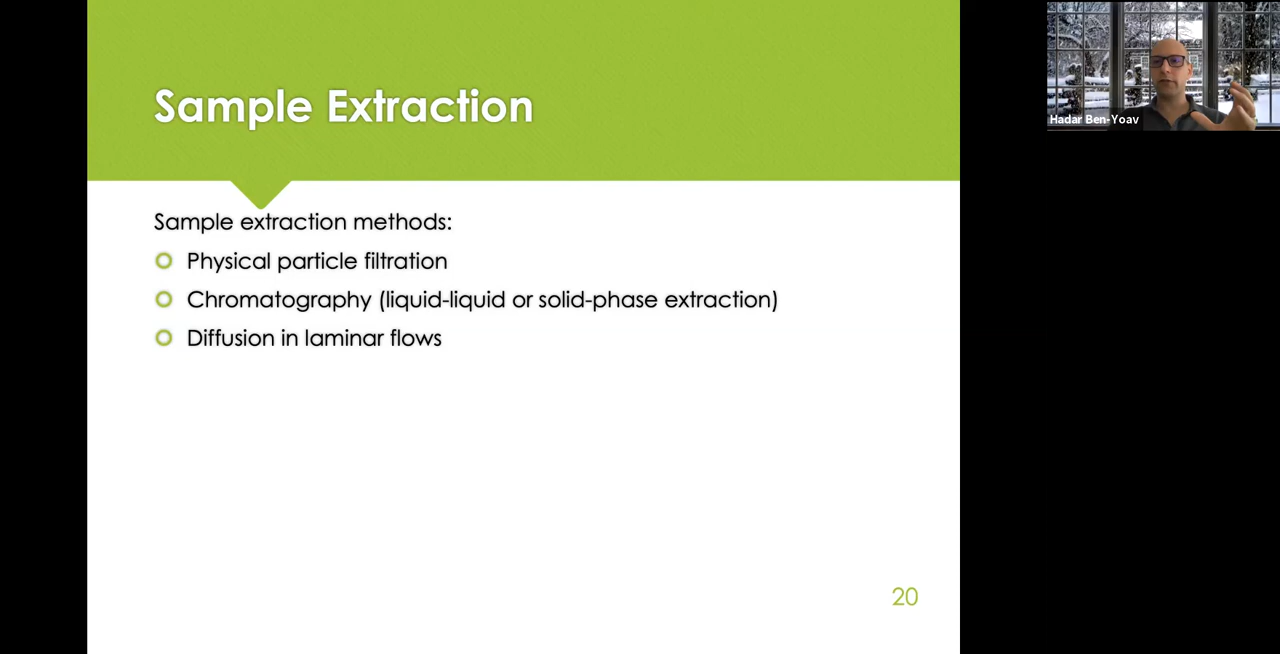 Sample Extraction
Sample extraction methods:
Physical particle filtration
Chromatography (liquid-liquid or solid-phase extraction)
Diffusion in laminar flows
20
Hadar Ben-Yoav